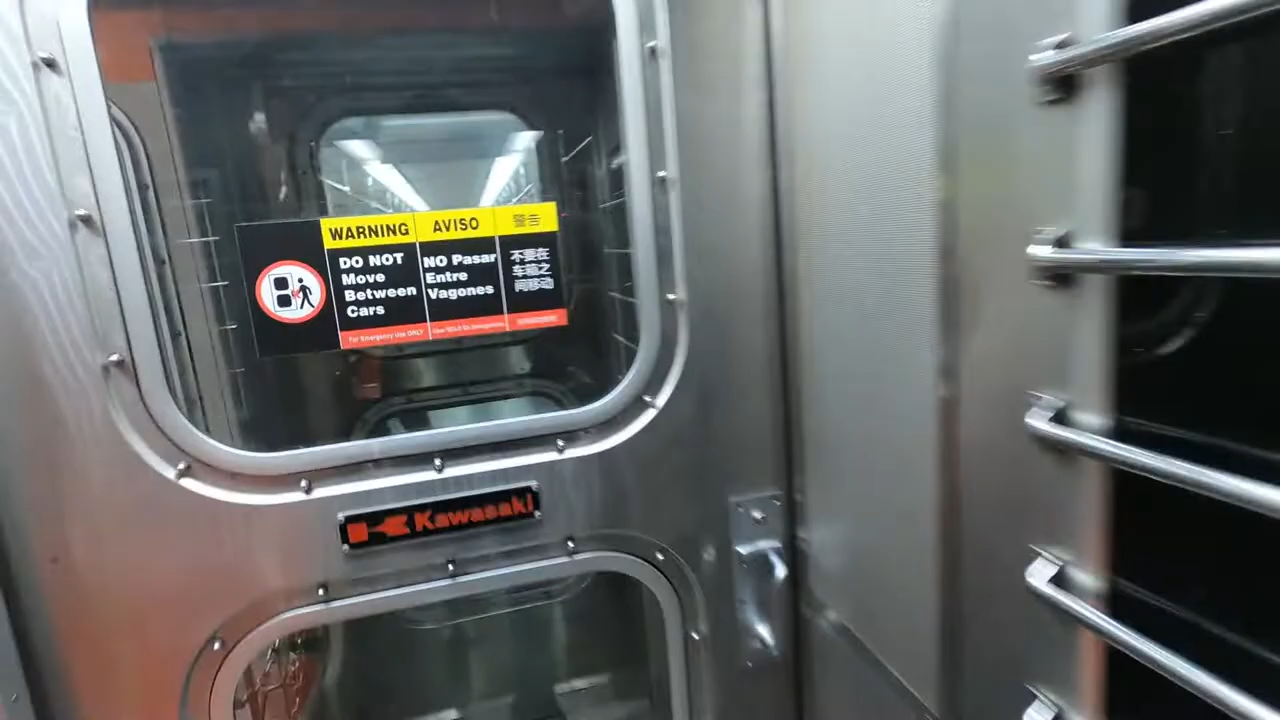 WARNING
DO NOT
Move
Between
Cars
For Emergency Use ONLY
AVISO
NO Pasar
Entre
Vagones
警告
不要在
车箱之
间移动
Kawasaki